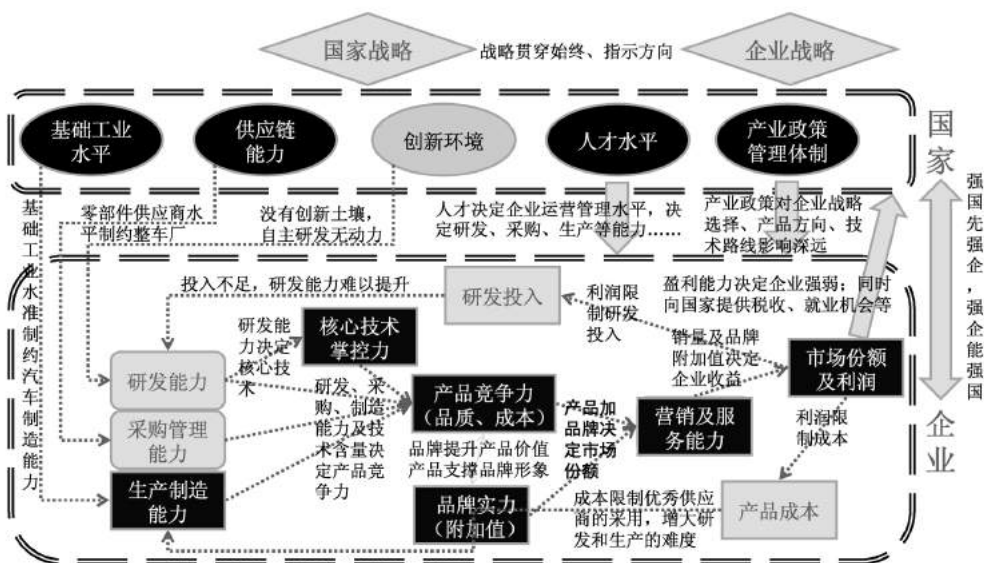 国家战略
战略贯穿始终、指示方向
企业战略
基础工业
水平
供应链
能力
创新环境
人才水平
产业政策
管理体制
国家
强国先强企，强企能强国
企业
基础工业水准制约汽车制造能力
零部件供应商水
平制约整车厂
没有创新土壤，
自主研发无动力
人才决定企业运营管理水平，决
定研发、采购、生产等能力……
产业政策对企业战略
选择、产品方向、技
术路线影响深远
投入不足，研发能力难以提升
研发投入
利润限
制研发
投入
盈利能力决定企业强弱；同时
向国家提供税收、就业机会等
研发能
力决定
核心技
术
核心技术
掌控力
销量及品牌
附加值决定
企业收益
市场份额
及利润
研发能力
采购管理
能力
生产制造
能力
研发、采
购、制造
能力及技
术含量决
定产品竞
争力
产品竞争力
（品质、成本）
品牌提升产品价值
产品支撑品牌形象
品牌实力
（附加值）
产品加
品牌决
定市场
份额
营销及服
务能力
利润限
制成本
成本限制优秀供应
商的采用，增大研
发和生产的难度
产品成本